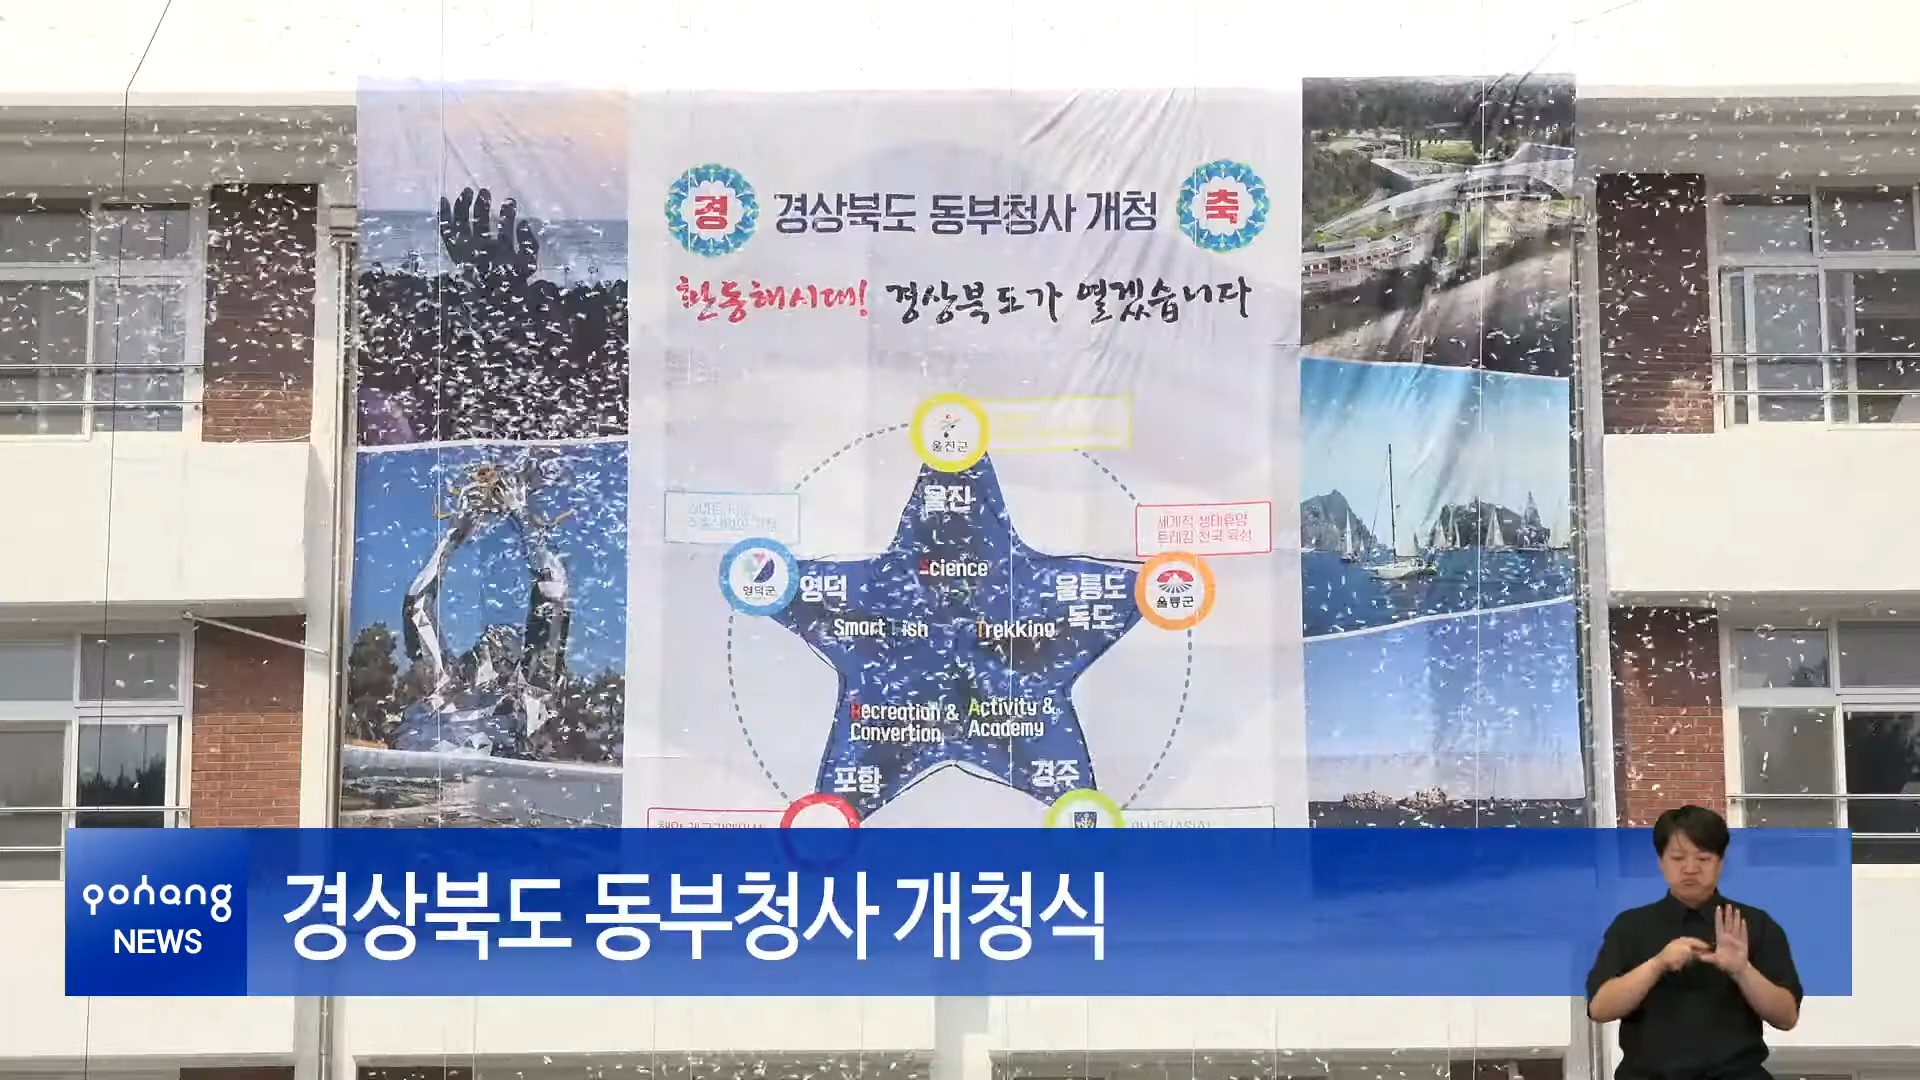 경 경상북도 동부청사 개청 축
환동해시대! 경상북도가 열겠습니다
울진군
울진
세계적 생태휴양
트레킹 천국 육성
Science
영덕군
영덕
울릉도
독도
울릉군
Smart Fish
Trekking
Recreation &
Convertion
Activity &
Academy
포항
경주
pohang
NEWS
경상북도 동부청사 개청식